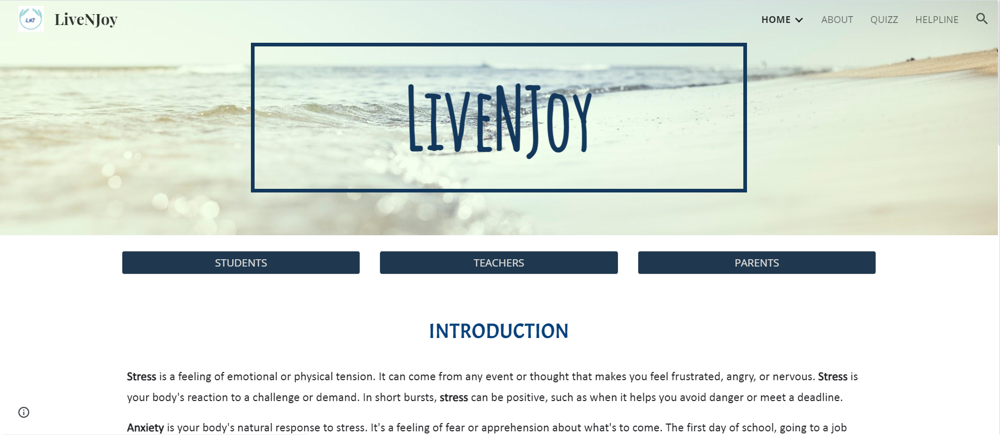 LNJ
LiveNJoy
HOME
ABOUT
QUIZZ
HELPLINE
LIVENJOY
STUDENTS
TEACHERS
PARENTS
INTRODUCTION
Stress is a feeling of emotional or physical tension. It can come from any event or thought that makes you feel frustrated, angry, or nervous. Stress is
your body's reaction to a challenge or demand. In short bursts, stress can be positive, such as when it helps you avoid danger or meet a deadline.
Anxiety is your body's natural response to stress. It's a feeling of fear or apprehension about what's to come. The first day of school, going to a job